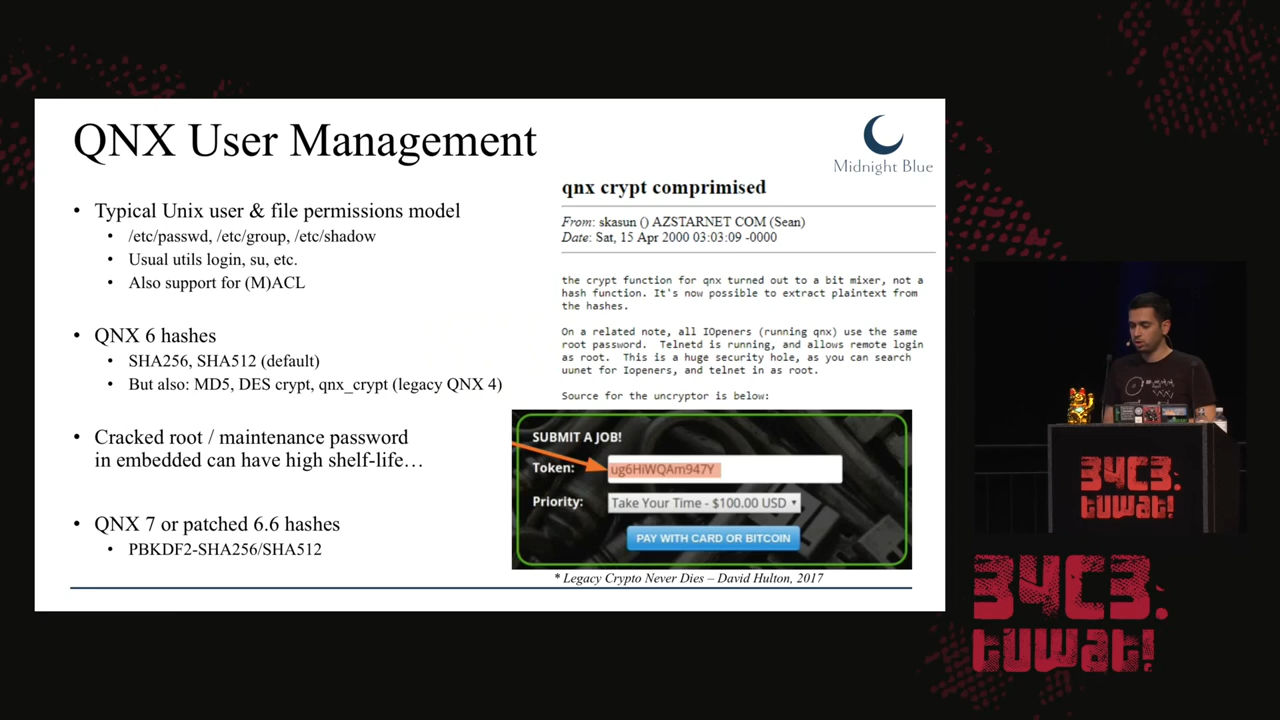 QNX User Management
Midnight Blue
• Typical Unix user & file permissions model
• /etc/passwd, /etc/group, /etc/shadow
• Usual utils login, su, etc.
• Also support for (M)ACL
• QNX 6 hashes
• SHA256, SHA512 (default)
• But also: MD5, DES crypt, qnx_crypt (legacy QNX 4)
• Cracked root / maintenance password
in embedded can have high shelf-life…
• QNX 7 or patched 6.6 hashes
• PBKDF2-SHA256/SHA512
qnx crypt comprimised
From: skasun () AZSTARNET COM (Sean)
Date: Sat, 15 Apr 2000 03:03:09 -0000
the crypt function for qnx turned out to a bit mixer, not a
hash function. It's now possible to extract plaintext from
the hashes.
On a related note, all IOpeners (running qnx) use the same
root password. Telnetd is running, and allows remote login
as root. This is a huge security hole, as you can search
uunet for Iopeners, and telnet in as root.
Source for the uncryptor is below:
SUBMIT A JOB!
Token: ug6HiWQAm947Y
Priority: Take Your Time - $100.00 USD
PAY WITH CARD OR BITCOIN
* Legacy Crypto Never Dies – David Hulton, 2017
34C3.
tuwat!
34C3.
tuwat!